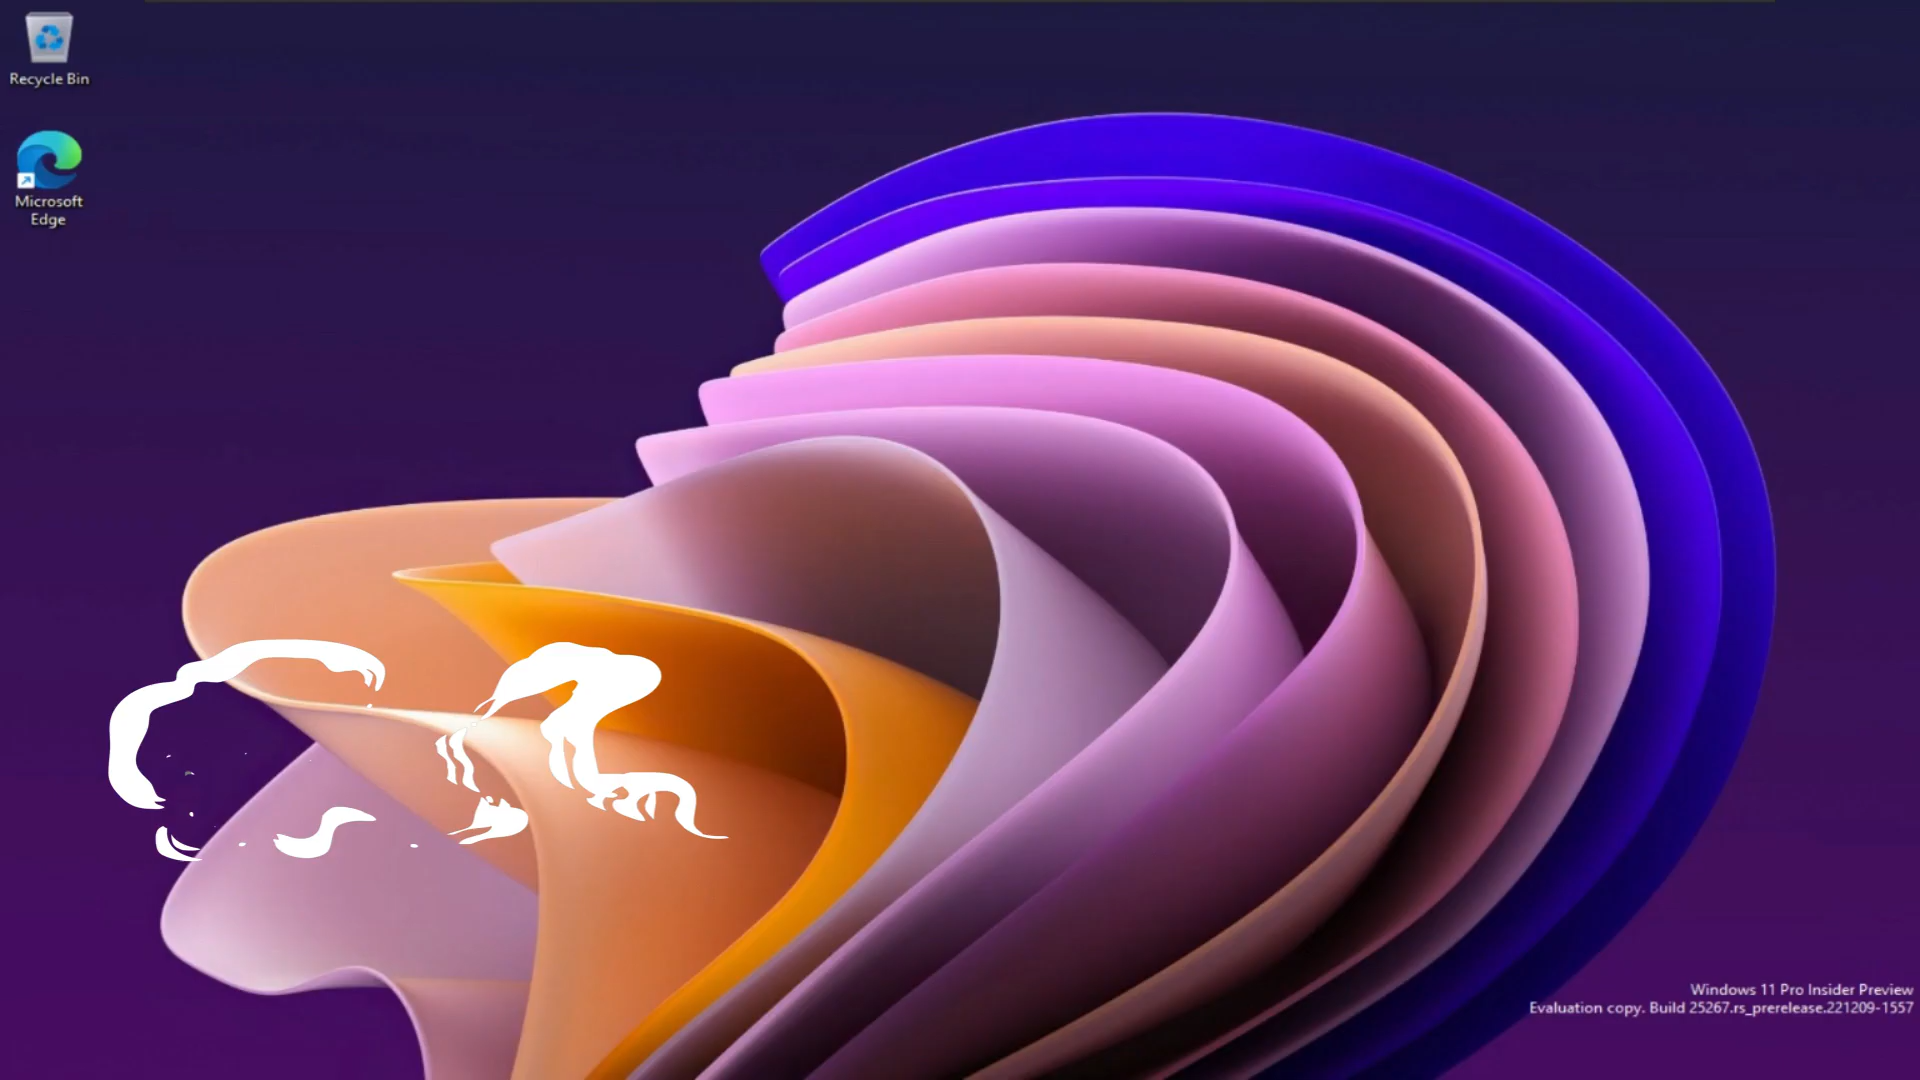 Recycle Bin
Microsoft
Edge
Windows 11 Pro Insider Preview
Evaluation copy. Build 25267.rs_prerelease.221209-1557